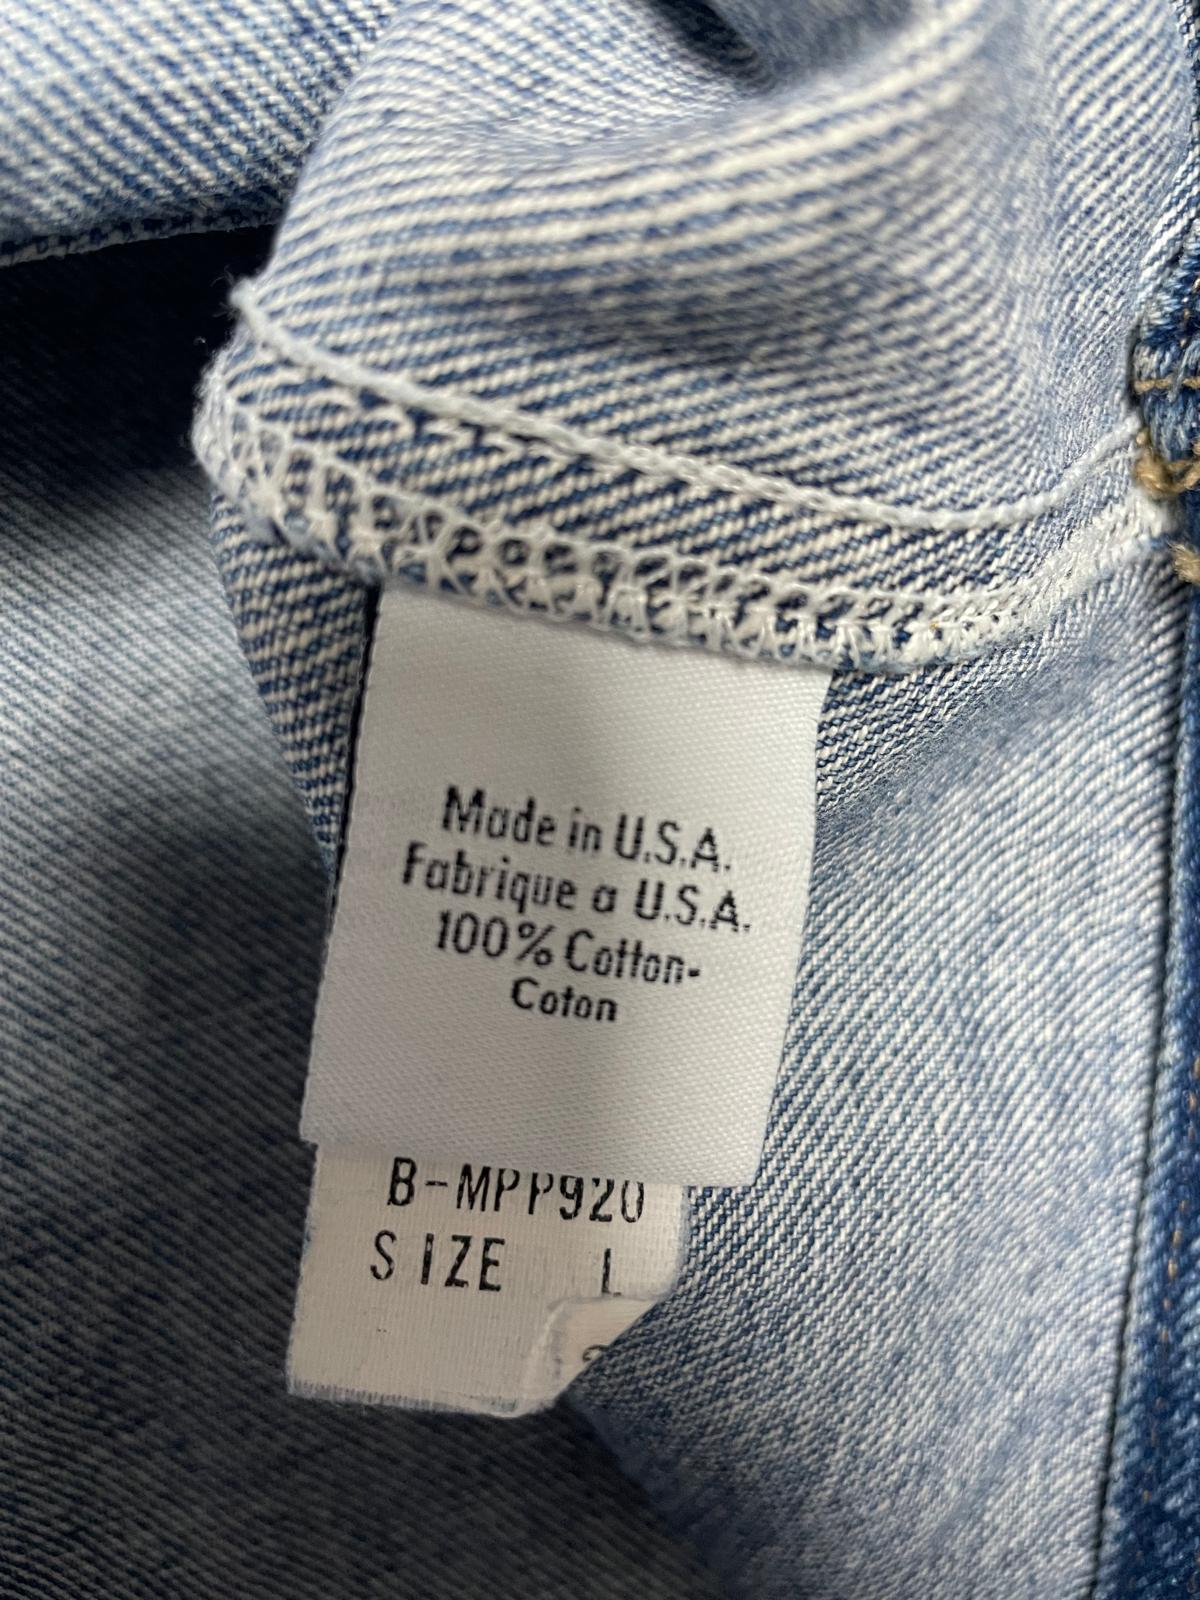 Made in U.S.A.
Fabrique a U.S.A.
100% Cotton-
Coton
B-MPP920
SIZE L